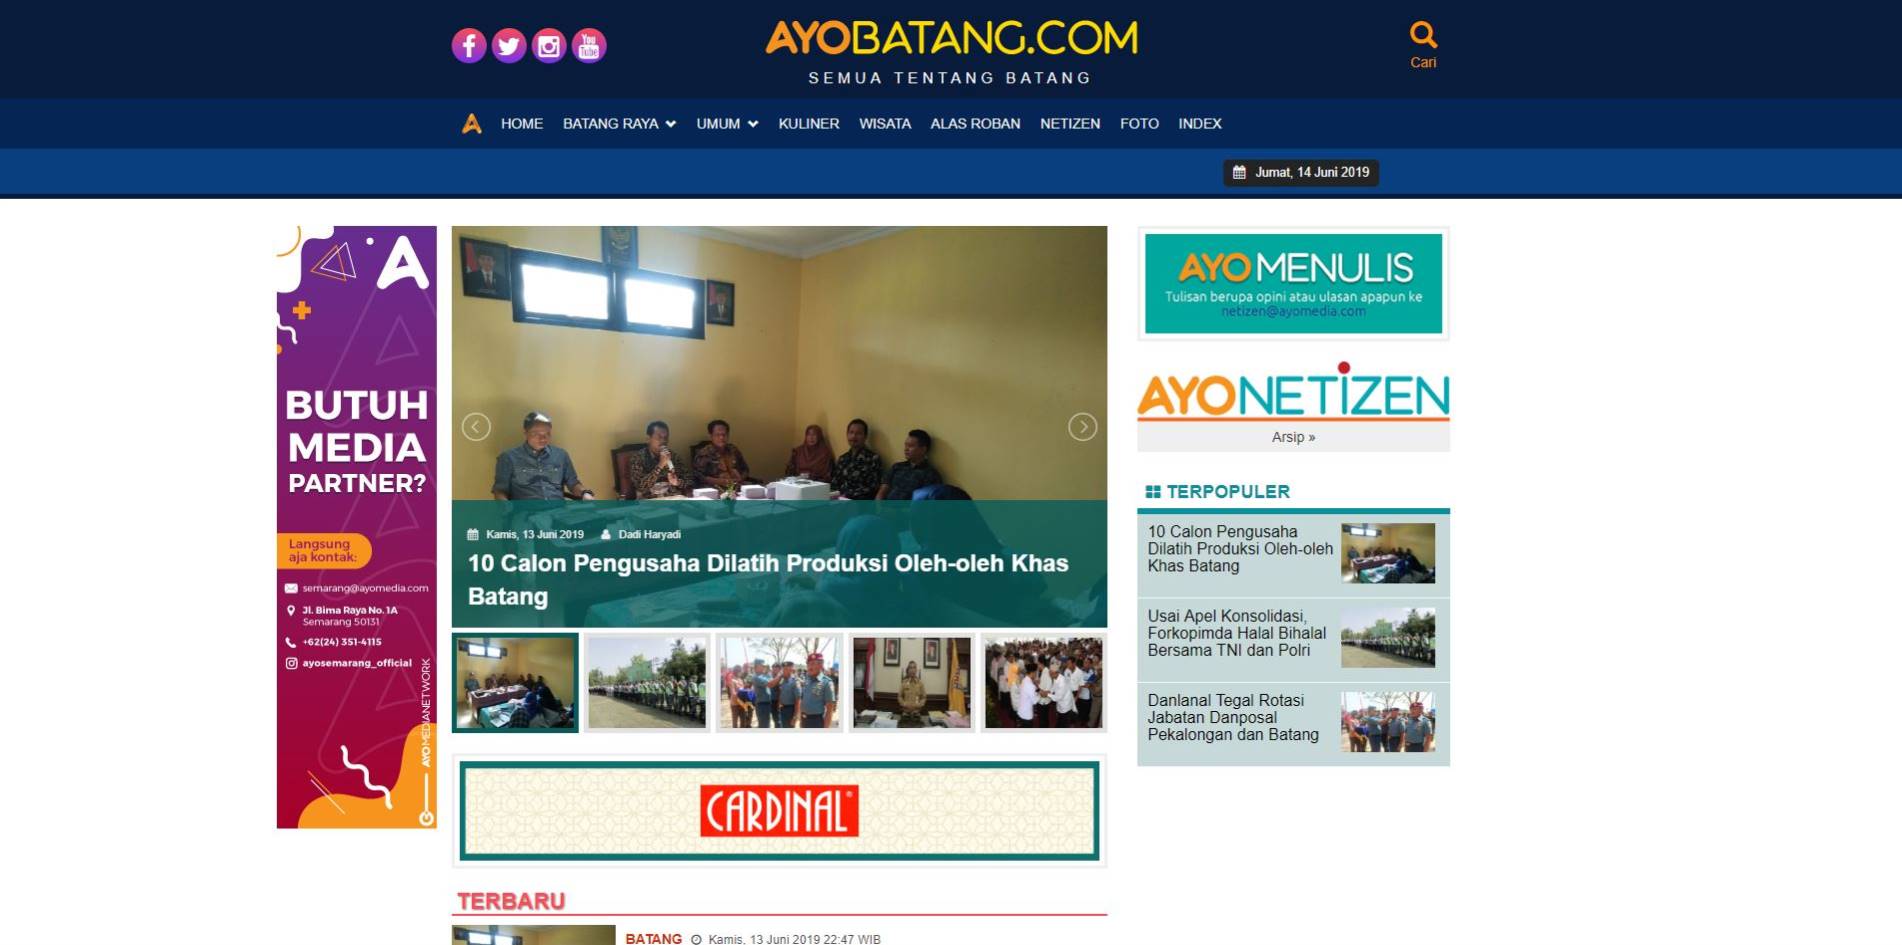 You
Tube
AYOBATANG.COM
SEMUA TENTANG BATANG
Cari
HOME BATANG RAYA UMUM KULINER WISATA ALAS ROBAN NETIZEN FOTO INDEX
Jumat, 14 Juni 2019
BUTUH
MEDIA
PARTNER?
Langsung
aja kontak:
semarang@ayomedia.com
Jl. Bima Raya No. 1A
Semarang 50131
+62(24) 351-4115
ayosemarang_official
AYOMEDIANETWORK
Kamis, 13 Juni 2019 Dadi Haryadi
10 Calon Pengusaha Dilatih Produksi Oleh-oleh Khas
Batang
CARDINAL®
TERBARU
BATANG Kamis, 13 Juni 2019 22:47 WIB
AYO MENULIS
Tulisan berupa opini atau ulasan apapun ke
netizen@ayomedia.com
AYONETIZEN
Arsip »
TERPOPULER
10 Calon Pengusaha
Dilatih Produksi Oleh-oleh
Khas Batang
Usai Apel Konsolidasi,
Forkopimda Halal Bihalal
Bersama TNI dan Polri
Danlanal Tegal Rotasi
Jabatan Danposal
Pekalongan dan Batang